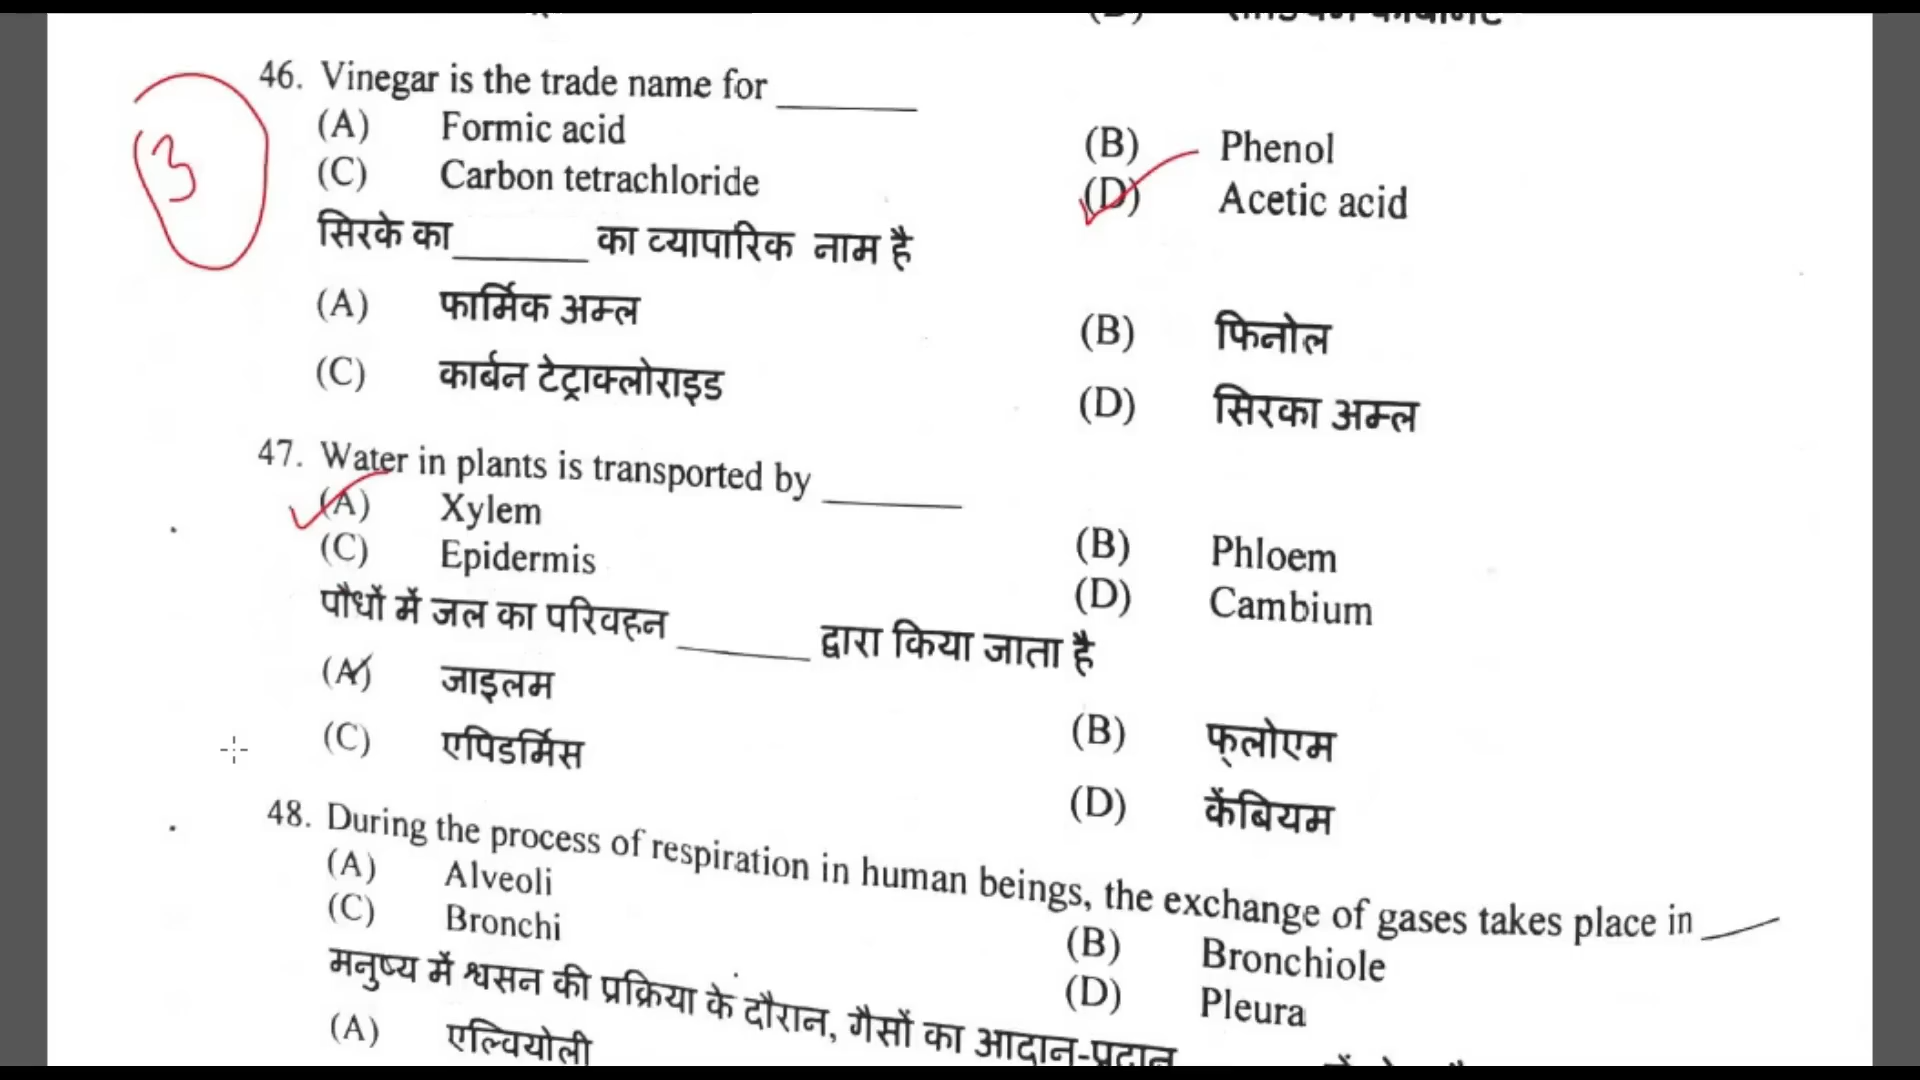 46. Vinegar is the trade name for ______
(A) Formic acid
(B) Phenol
(C) Carbon tetrachloride
(D) Acetic acid
3
सिरके का ______ का व्यापारिक नाम है
(A) फार्मिक अम्ल
(B) फिनोल
(C) कार्बन टेट्राक्लोराइड
(D) सिरका अम्ल
47. Water in plants is transported by ______
(A) Xylem
(B) Phloem
(C) Epidermis
(D) Cambium
पौधों में जल का परिवहन ______ द्वारा किया जाता है
(A) जाइलम
(B) फ्लोएम
(C) एपिडर्मिस
(D) केंबियम
48. During the process of respiration in human beings, the exchange of gases takes place in ____
(A) Alveoli
(B) Bronchiole
(C) Bronchi
(D) Pleura
मनुष्य में श्वसन की प्रक्रिया के दौरान, गैसों का आदान-प्रदान
(A) एल्वियोली